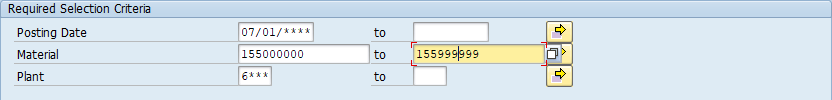 Required Selection Criteria
Posting Date 07/01/**** to
Material 155000000 to 155999999
Plant 6*** to